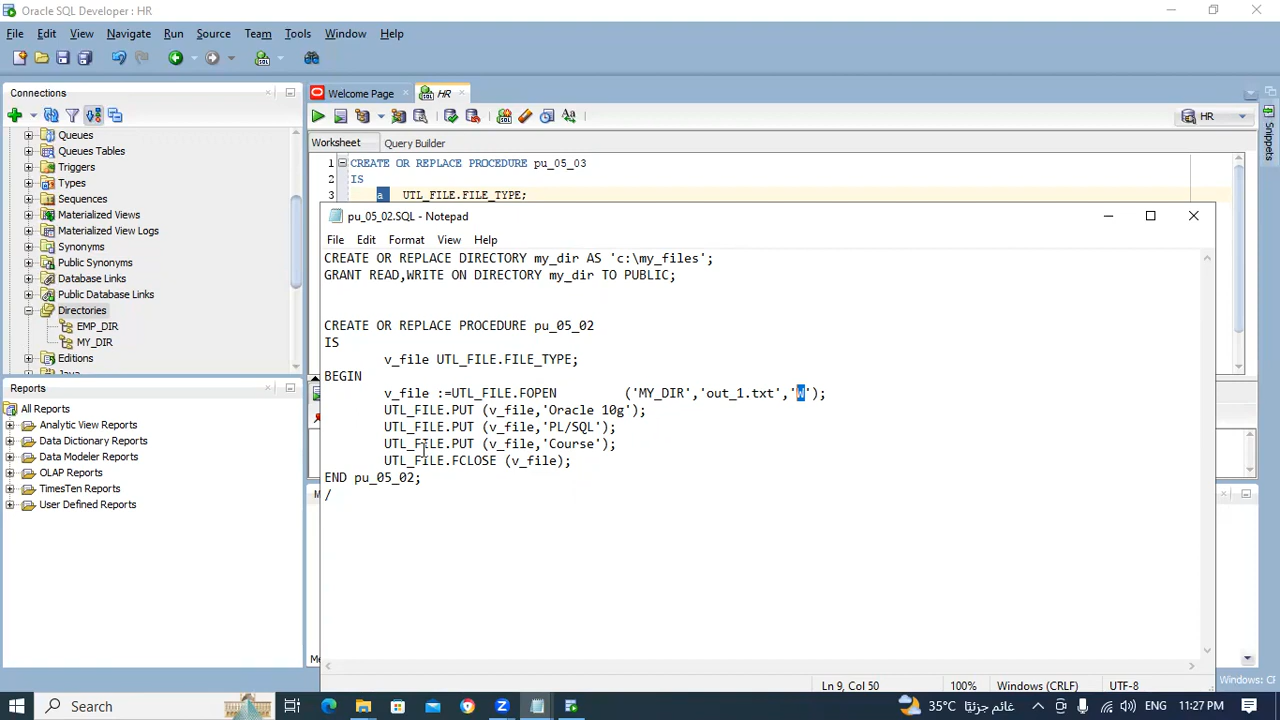 Oracle SQL Developer : HR
File Edit View Navigate Run Source Team Tools Window Help
Connections
Queues
Queues Tables
Triggers
Types
Sequences
Materialized Views
Materialized View Logs
Synonyms
Public Synonyms
Database Links
Public Database Links
Directories
EMP_DIR
MY_DIR
Editions
Reports
All Reports
Analytic View Reports
Data Dictionary Reports
Data Modeler Reports
OLAP Reports
TimesTen Reports
User Defined Reports
Welcome Page
HR
HR
Worksheet Query Builder
1 CREATE OR REPLACE PROCEDURE pu_05_03
2 IS
3 a UTL_FILE.FILE_TYPE;
Snippets
pu_05_02.SQL - Notepad
File Edit Format View Help
CREATE OR REPLACE DIRECTORY my_dir AS 'c:\my_files';
GRANT READ,WRITE ON DIRECTORY my_dir TO PUBLIC;
CREATE OR REPLACE PROCEDURE pu_05_02
IS
v_file UTL_FILE.FILE_TYPE;
BEGIN
v_file :=UTL_FILE.FOPEN ('MY_DIR','out_1.txt','W');
UTL_FILE.PUT (v_file,'Oracle 10g');
UTL_FILE.PUT (v_file,'PL/SQL');
UTL_FILE.PUT (v_file,'Course');
UTL_FILE.FCLOSE (v_file);
END pu_05_02;
/
Ln 9, Col 50 100% Windows (CRLF) UTF-8
Windows: CF
Search
35°C غائم جزئيًا
ENG 11:27 PM